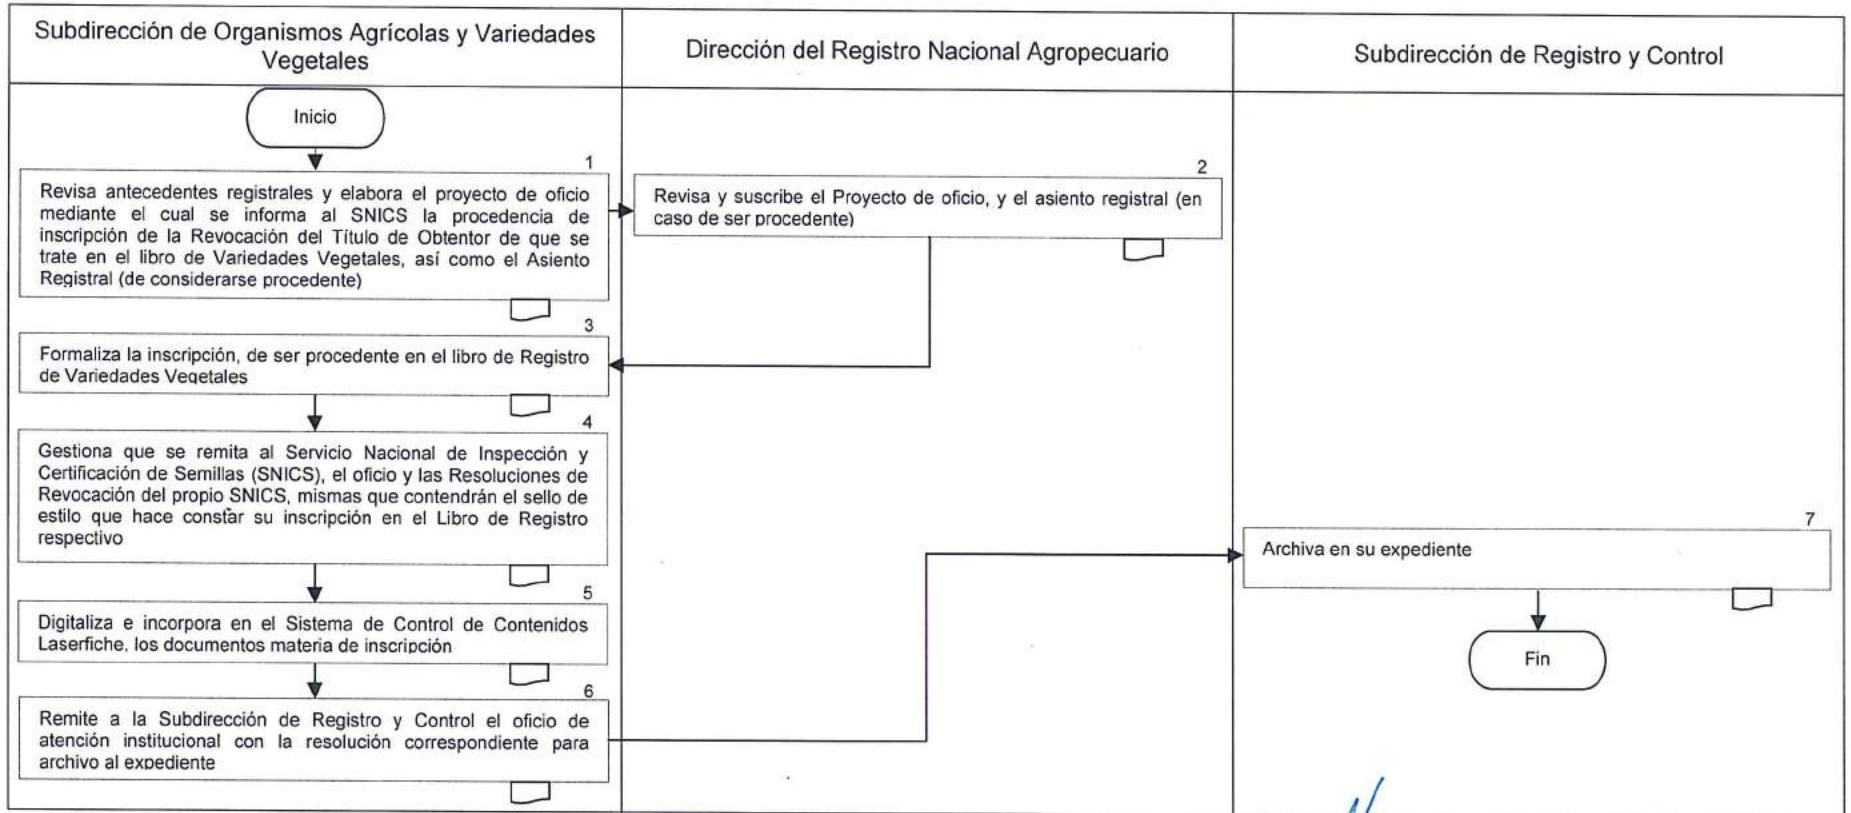 Subdirección de Organismos Agrícolas y Variedades
Vegetales
Dirección del Registro Nacional Agropecuario
Subdirección de Registro y Control
Inicio
1
Revisa antecedentes registrales y elabora el proyecto de oficio
mediante el cual se informa al SNICS la procedencia de
inscripción de la Revocación del Título de Obtentor de que se
trate en el libro de Variedades Vegetales, así como el Asiento
Registral (de considerarse procedente)
2
Revisa y suscribe el Proyecto de oficio, y el asiento registral (en
caso de ser procedente)
3
Formaliza la inscripción, de ser procedente en el libro de Registro
de Variedades Vegetales
4
Gestiona que se remita al Servicio Nacional de Inspección y
Certificación de Semillas (SNICS), el oficio y las Resoluciones de
Revocación del propio SNICS, mismas que contendrán el sello de
estilo que hace constar su inscripción en el Libro de Registro
respectivo
5
Digitaliza e incorpora en el Sistema de Control de Contenidos
Laserfiche, los documentos materia de inscripción
6
Remite a la Subdirección de Registro y Control el oficio de
atención institucional con la resolución correspondiente para
archivo al expediente
7
Archiva en su expediente
Fin